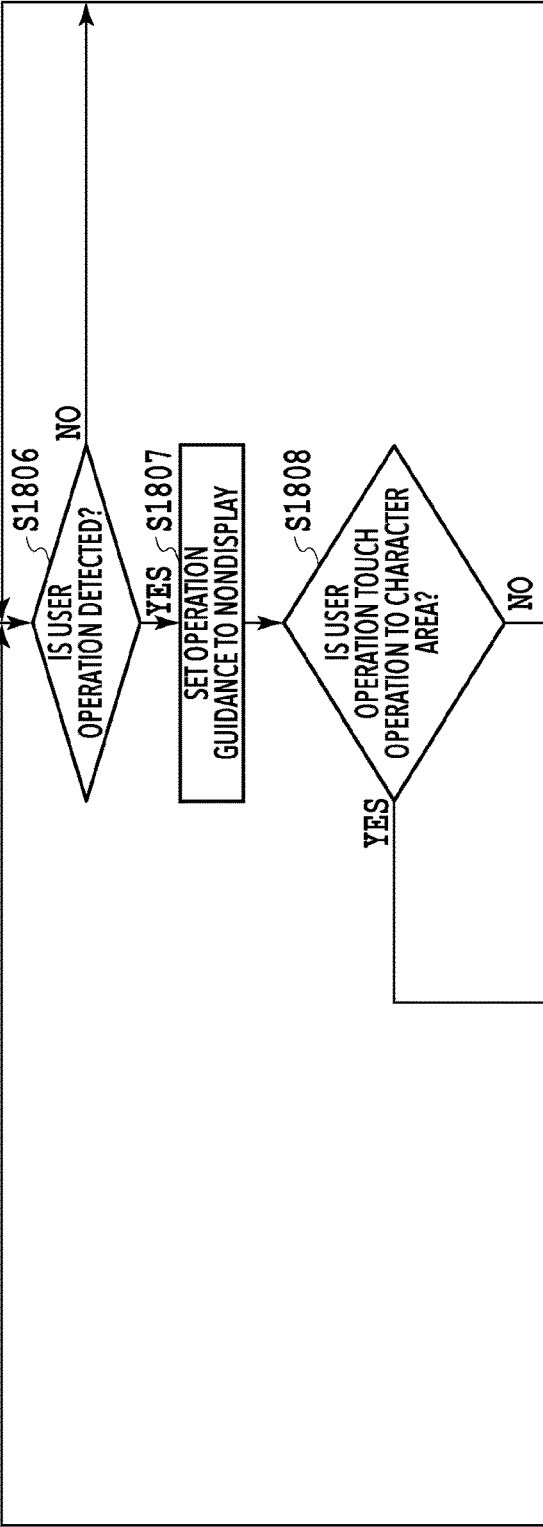 S1806
IS USER
OPERATION DETECTED?
NO
YES
S1807
SET OPERATION
GUIDANCE TO NONDISPLAY
S1808
IS USER
OPERATION TOUCH
OPERATION TO CHARACTER
AREA?
YES
NO